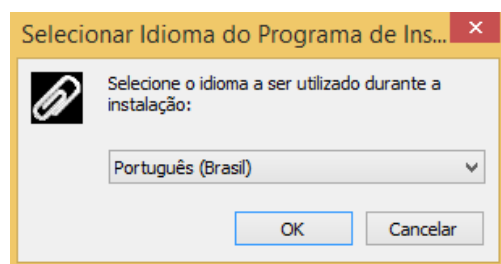 Selecionar Idioma do Programa de Ins...
Selecione o idioma a ser utilizado durante a
instalação:
Português (Brasil)
OK
Cancelar